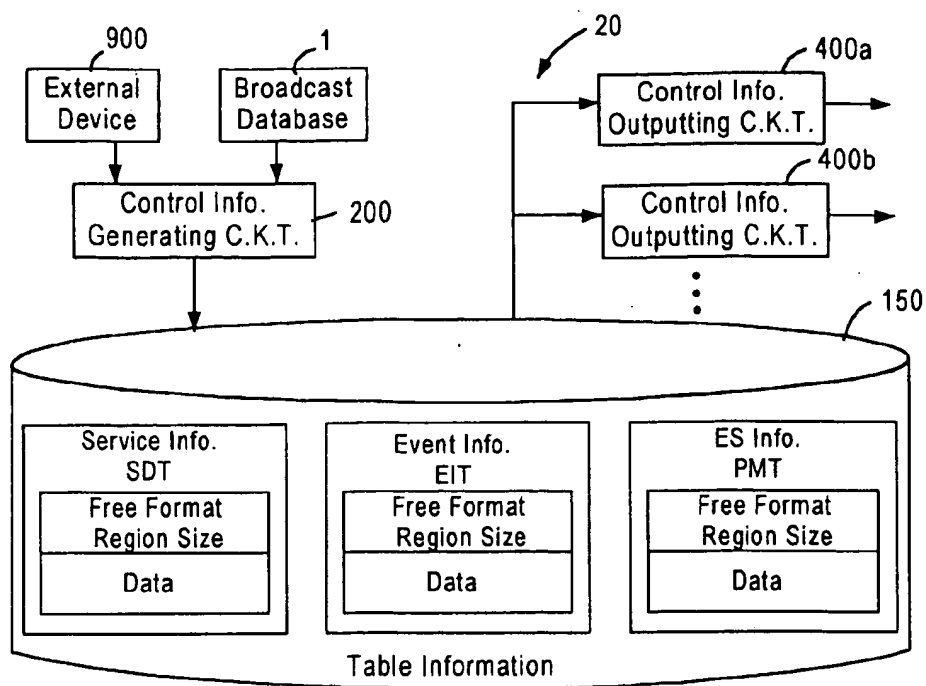 900
1
20
400a
External
Device
Broadcast
Database
Control Info.
Outputting C.K.T.
400b
Control Info.
Generating C.K.T.
200
Control Info.
Outputting C.K.T.
150
Service Info.
SDT
Free Format
Region Size
Data
Event Info.
EIT
Free Format
Region Size
Data
ES Info.
PMT
Free Format
Region Size
Data
Table Information